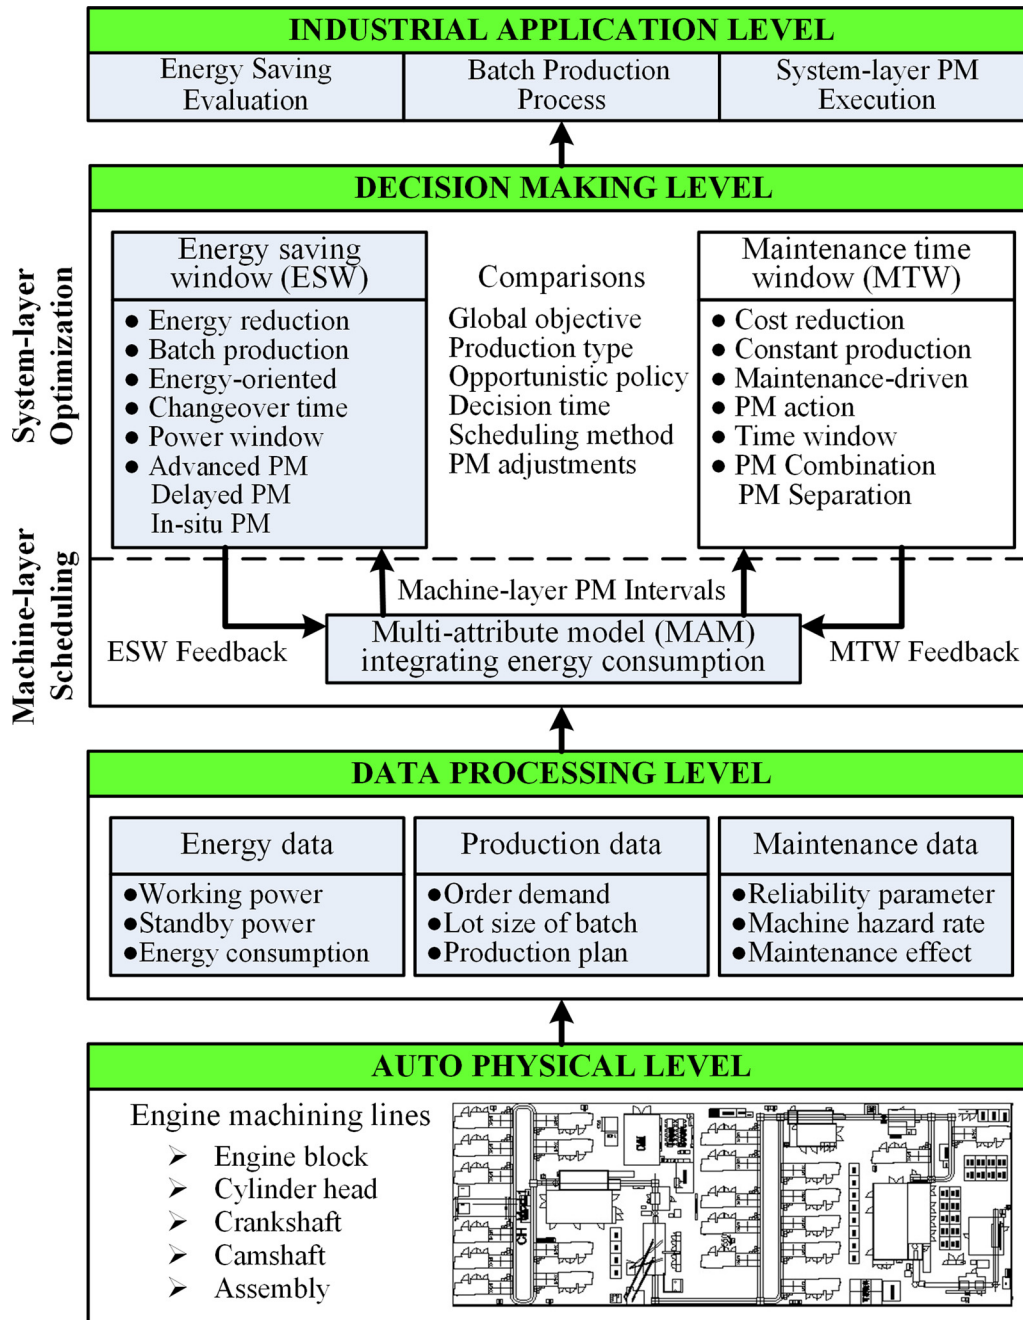 INDUSTRIAL APPLICATION LEVEL
Energy Saving
Evaluation
Batch Production
Process
System-layer PM
Execution
DECISION MAKING LEVEL
System-layer
Optimization
Energy saving
window (ESW)
● Energy reduction
● Batch production
● Energy-oriented
● Changeover time
● Power window
● Advanced PM
Delayed PM
In-situ PM
Comparisons
Global objective
Production type
Opportunistic policy
Decision time
Scheduling method
PM adjustments
Maintenance time
window (MTW)
● Cost reduction
● Constant production
● Maintenance-driven
● PM action
● Time window
● PM Combination
PM Separation
Machine-layer
Scheduling
Machine-layer PM Intervals
ESW Feedback
Multi-attribute model (MAM)
integrating energy consumption
MTW Feedback
DATA PROCESSING LEVEL
Energy data
●Working power
●Standby power
●Energy consumption
Production data
●Order demand
●Lot size of batch
●Production plan
Maintenance data
●Reliability parameter
●Machine hazard rate
●Maintenance effect
AUTO PHYSICAL LEVEL
Engine machining lines
➢ Engine block
➢ Cylinder head
➢ Crankshaft
➢ Camshaft
➢ Assembly